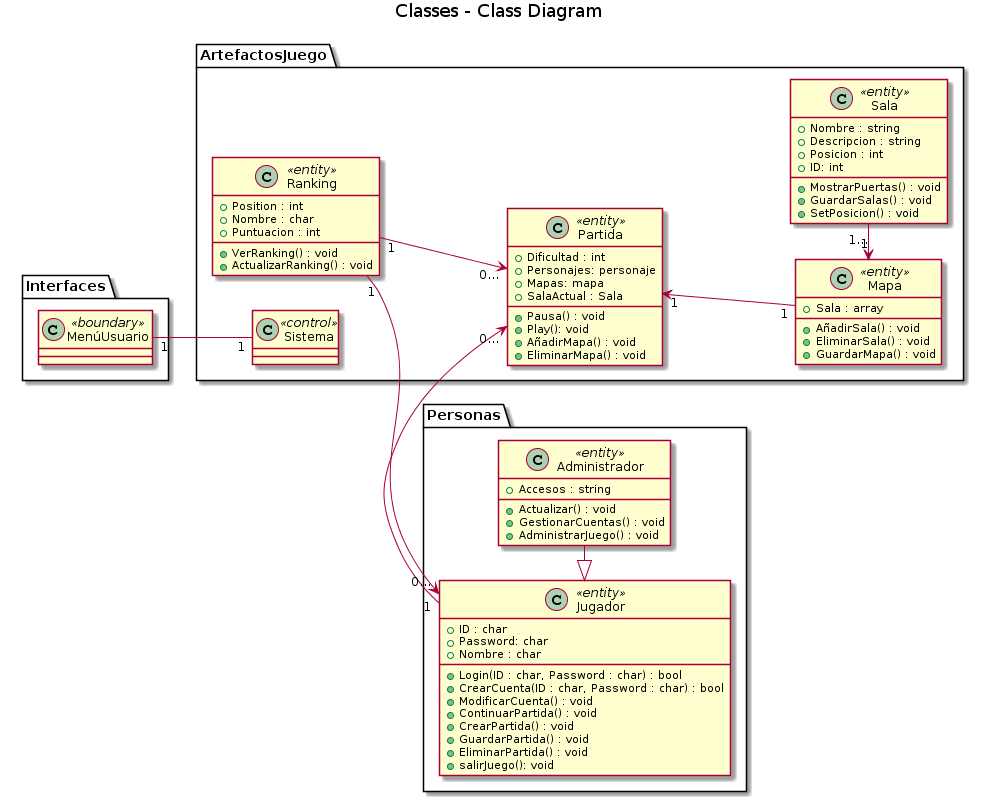 Classes - Class Diagram
ArtefactosJuego
C «entity»
Sala
Nombre : string
Descripcion : string
Posicion : int
ID: int
MostrarPuertas() : void
GuardarSalas() : void
SetPosicion() : void
C «entity»
Ranking
Position : int
Nombre : char
Puntuacion : int
VerRanking() : void
ActualizarRanking() : void
C «entity»
Partida
Dificultad : int
Personajes: personaje
Mapas: mapa
SalaActual : Sala
Pausa() : void
Play(): void
AñadirMapa() : void
EliminarMapa() : void
1..
1
C «entity»
Mapa
Sala : array
AñadirSala() : void
EliminarSala() : void
GuardarMapa() : void
1
0...
1
1
1
0...
Interfaces
C «boundary»
MenúUsuario
1
1
C «control»
Sistema
Personas
C «entity»
Administrador
Accesos : string
Actualizar() : void
GestionarCuentas() : void
AdministrarJuego() : void
0...
1
C «entity»
Jugador
ID : char
Password: char
Nombre : char
Login(ID : char, Password : char) : bool
CrearCuenta(ID : char, Password : char) : bool
ModificarCuenta() : void
ContinuarPartida() : void
CrearPartida() : void
GuardarPartida() : void
EliminarPartida() : void
salirJuego(): void